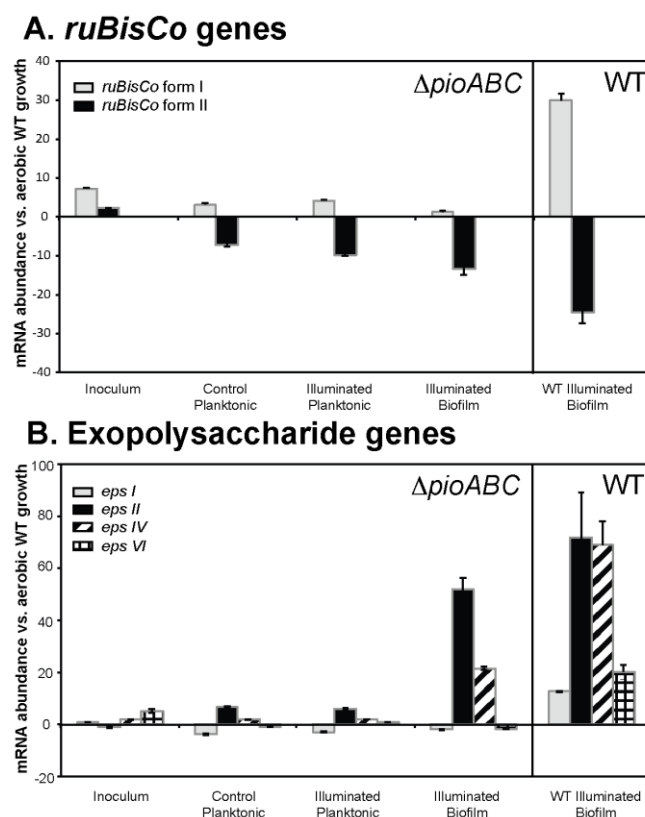 A. ruBisCo genes
mRNA abundance vs. aerobic WT growth
40
30
20
10
0
-10
-20
-30
-40
ruBisCo form I
ruBisCo form II
ΔpioABC
WT
Inoculum
Control
Planktonic
Illuminated
Planktonic
Illuminated
Biofilm
WT Illuminated
Biofilm
B. Exopolysaccharide genes
mRNA abundance vs. aerobic WT growth
100
80
60
40
20
0
-20
eps I
eps II
eps IV
eps VI
ΔpioABC
WT
Inoculum
Control
Planktonic
Illuminated
Planktonic
Illuminated
Biofilm
WT Illuminated
Biofilm